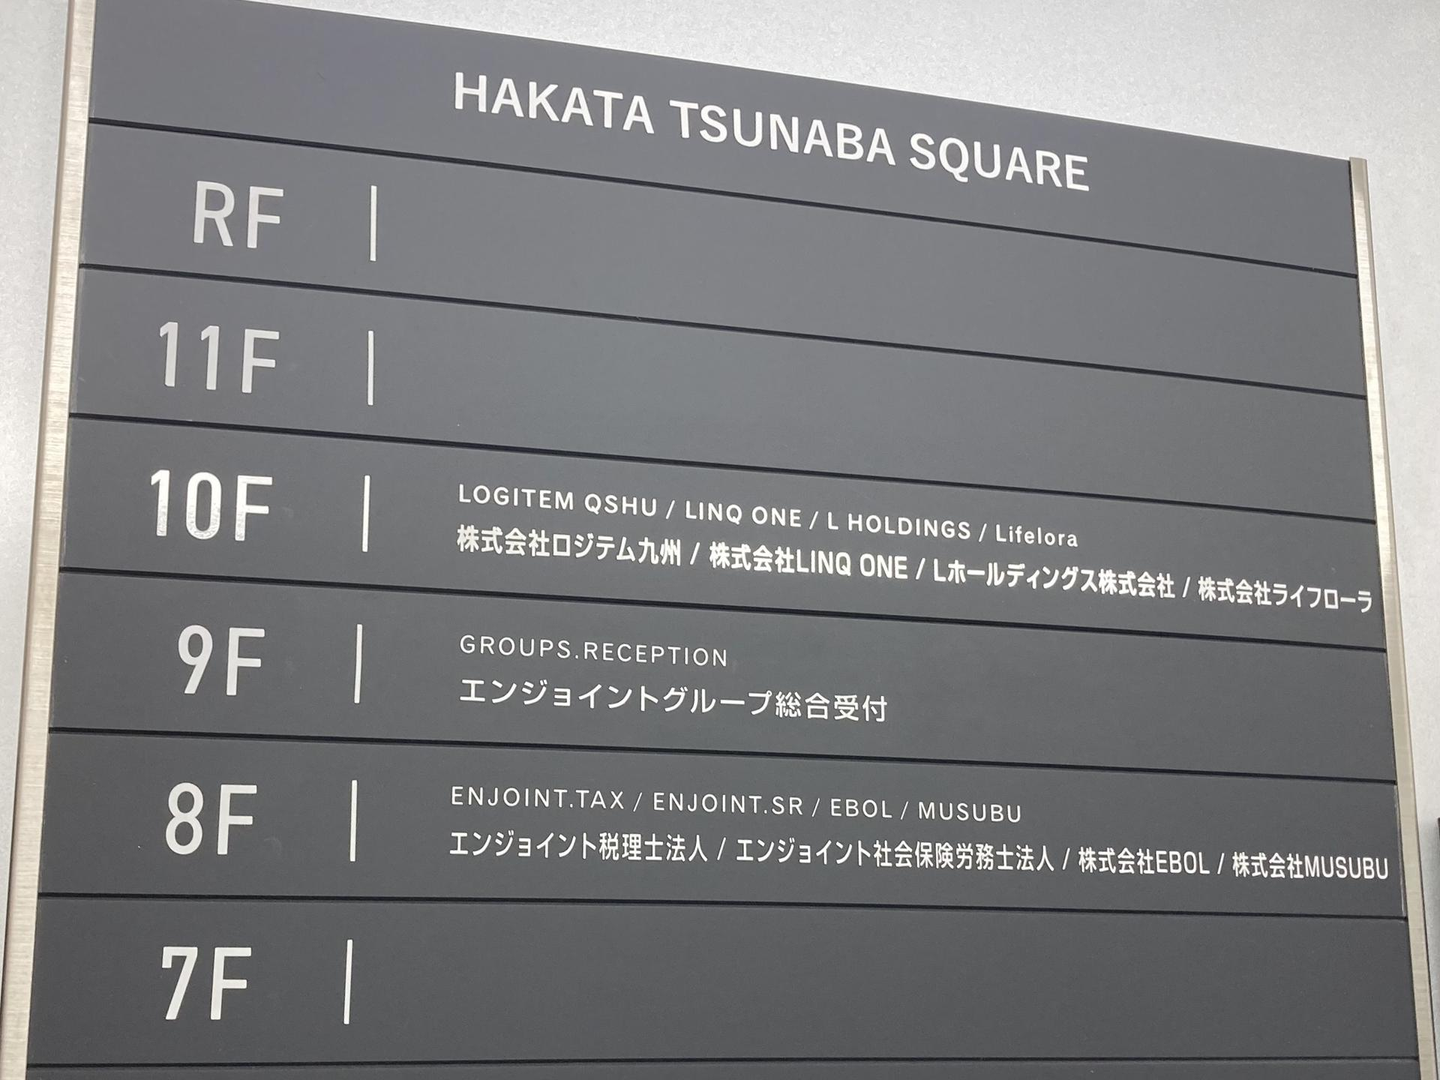 HAKATA TSUNABA SQUARE
RF
11F
10F
LOGITEM QSHU / LINQ ONE / L HOLDINGS / Lifelora
株式会社ロジテム九州 / 株式会社LINQ ONE / Lホールディングス株式会社 / 株式会社ライフローラ
9F
GROUPS.RECEPTION
エンジョイントグループ総合受付
8F
ENJOINT.TAX / ENJOINT.SR / EBOL / MUSUBU
エンジョイント税理士法人 / エンジョイント社会保険労務士法人 / 株式会社EBOL / 株式会社MUSUBU
7F